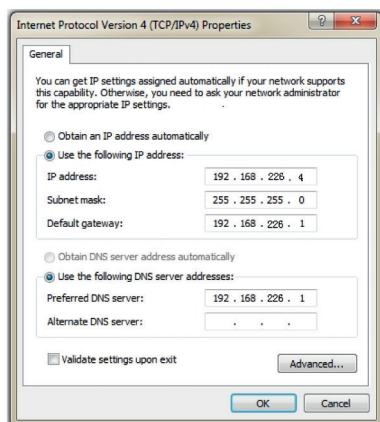 Internet Protocol Version 4 (TCP/IPv4) Properties
General
You can get IP settings assigned automatically if your network supports
this capability. Otherwise, you need to ask your network administrator
for the appropriate IP settings.
Obtain an IP address automatically
Use the following IP address:
IP address: 192 . 168 . 226 . 4
Subnet mask: 255 . 255 . 255 . 0
Default gateway: 192 . 168 . 226 . 1
Obtain DNS server address automatically
Use the following DNS server addresses:
Preferred DNS server: 192 . 168 . 226 . 1
Alternate DNS server: . . .
Validate settings upon exit
Advanced...
OK Cancel